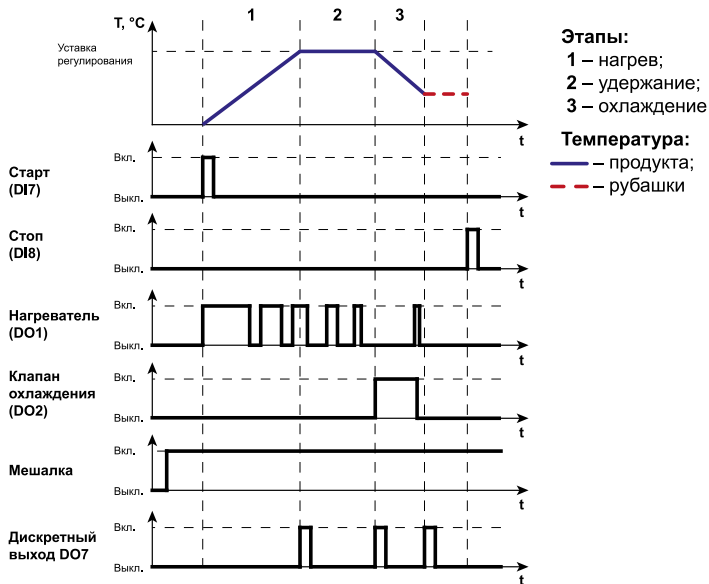 T, °C
1
2
3
Уставка
регулирования
t
Этапы:
1 – нагрев;
2 – удержание;
3 – охлаждение
Температура:
– продукта;
– рубашки
Старт
(DI7)
Вкл.
Выкл.
t
Стоп
(DI8)
Вкл.
Выкл.
t
Нагреватель
(DO1)
Вкл.
Выкл.
t
Клапан
охлаждения
(DO2)
Вкл.
Выкл.
t
Мешалка
Вкл.
Выкл.
t
Дискретный
выход DO7
Вкл.
Выкл.
t